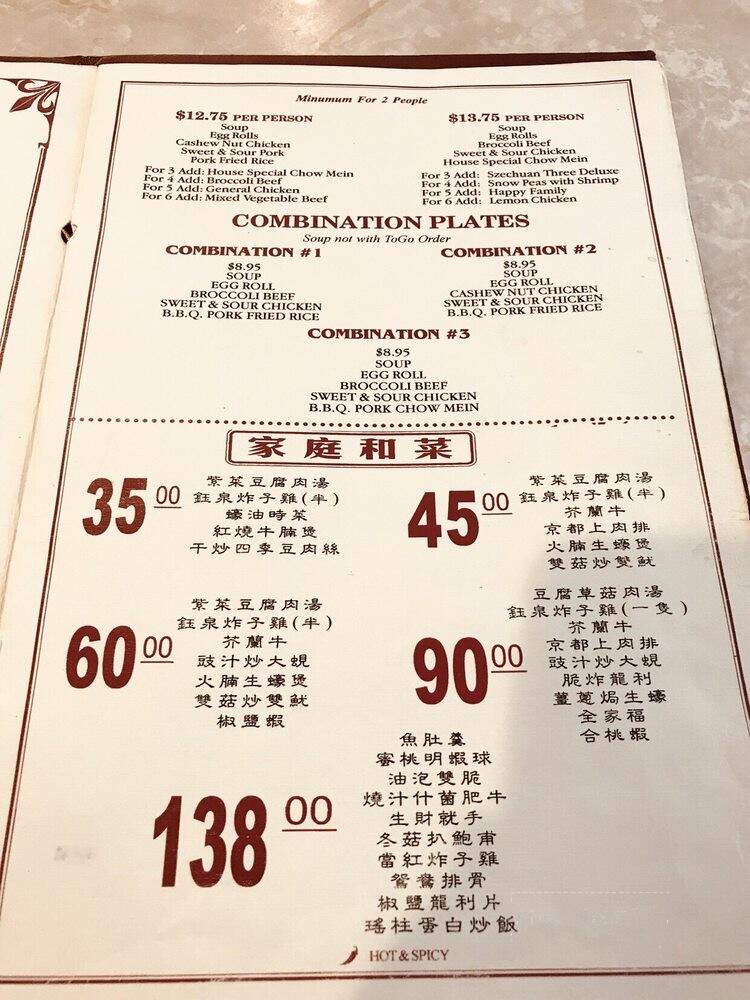 Minumum For 2 People
$12.75 PER PERSON
Soup
Egg Rolls
Cashew Nut Chicken
Sweet & Sour Pork
Pork Fried Rice
For 3 Add: House Special Chow Mein
For 4 Add: Broccoli Beef
For 5 Add: General Chicken
For 6 Add: Mixed Vegetable Beef
$13.75 PER PERSON
Soup
Egg Rolls
Broccoli Beef
Sweet & Sour Chicken
House Special Chow Mein
For 3 Add: Szechuan Three Deluxe
For 4 Add: Snow Peas with Shrimp
For 5 Add: Happy Family
For 6 Add: Lemon Chicken
COMBINATION PLATES
Soup not with ToGo Order
COMBINATION #1
$8.95
SOUP
EGG ROLL
BROCCOLI BEEF
SWEET & SOUR CHICKEN
B.B.Q. PORK FRIED RICE
COMBINATION #2
$8.95
SOUP
EGG ROLL
CASHEW NUT CHICKEN
SWEET & SOUR CHICKEN
B.B.Q. PORK FRIED RICE
COMBINATION #3
$8.95
SOUP
EGG ROLL
BROCCOLI BEEF
SWEET & SOUR CHICKEN
B.B.Q. PORK CHOW MEIN
家庭和菜
35 00
紫菜豆腐肉湯
鈺泉炸子雞(半)
蠔油時菜
紅燒牛腩煲
干炒四季豆肉絲
45 00
紫菜豆腐肉湯
鈺泉炸子雞(半)
芥蘭牛
京都上肉排
火腩生蠔煲
雙菇炒雙魷
60 00
紫菜豆腐肉湯
鈺泉炸子雞(半)
芥蘭牛
豉汁炒大蜆
火腩生蠔煲
雙菇炒雙魷
椒鹽蝦
90 00
豆腐草菇肉湯
鈺泉炸子雞(一隻)
芥蘭牛
京都上肉排
豉汁炒大蜆
脆炸龍利
薑蔥焗生蠔
全家福
合桃蝦
138 00
魚肚羹
蜜桃明蝦球
油泡雙脆
燒汁什菌肥牛
生財就手
冬菇扒鮑甫
當紅炸子雞
鴛鴦排骨
椒鹽龍利片
瑤柱蛋白炒飯
HOT & SPICY